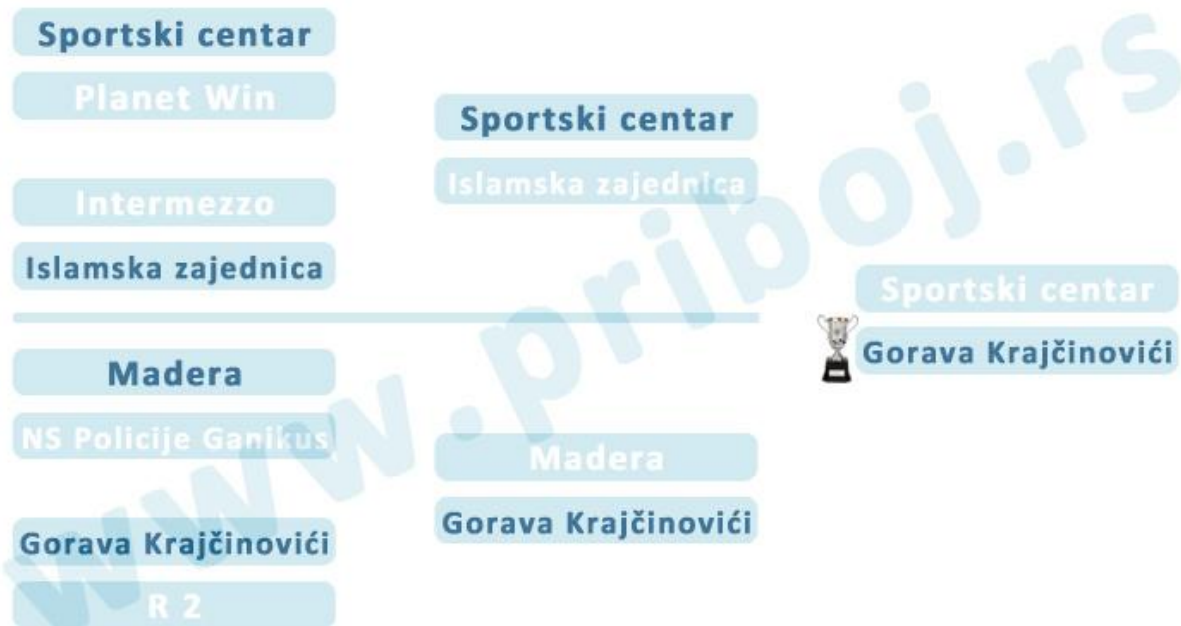 Sportski centar
Planet Win
Intermezzo
Islamska zajednica
Madera
NS Policije Ganikus
Gorava Krajčinovići
R 2
Sportski centar
Islamska zajednica
Madera
Gorava Krajčinovići
Sportski centar
Gorava Krajčinovići
www.priboj.rs